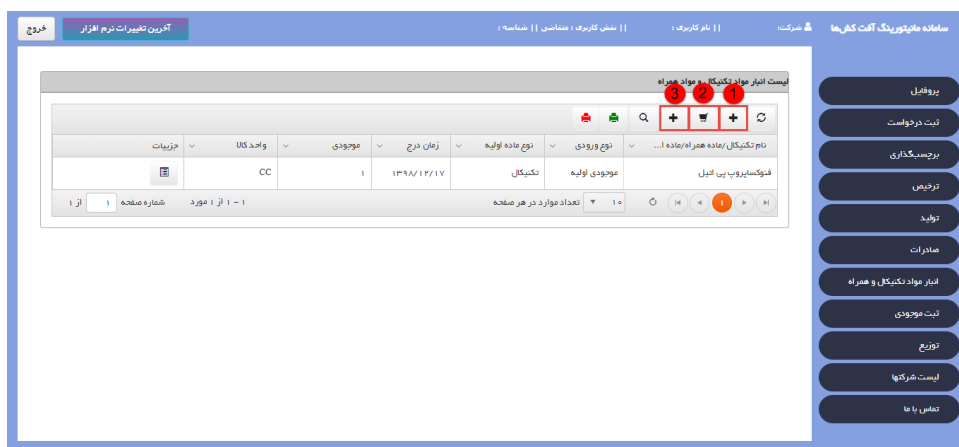 سامانه مانیتورینگ آفت کش‌ها
شرکت: || نام کاربری : || نقش کاربری : متقاضی || شناسه :
آخرین تغییرات نرم افزار
خروج
پروفایل
ثبت درخواست
برچسبگذاری
ترخیص
تولید
صادرات
انبار مواد تکنیکال و همراه
ثبت موجودی
توزیع
لیست شرکتها
تماس با ما
لیست انبار مواد تکنیکال و مواد همراه
1 2 3
نام تکنیکال/ماده همراه/ماده ا... نوع ورودی نوع ماده اولیه زمان درج موجودی واحد کالا جزییات
فنوکساپروپ پی اتیل موجودی اولیه تکنیکال ۱۳۹۸/۱۲/۱۷ ۱ CC
۱ ۱۰ تعداد موارد در هر صفحه ۱ - ۱ از ۱ مورد شماره صفحه ۱ از ۱